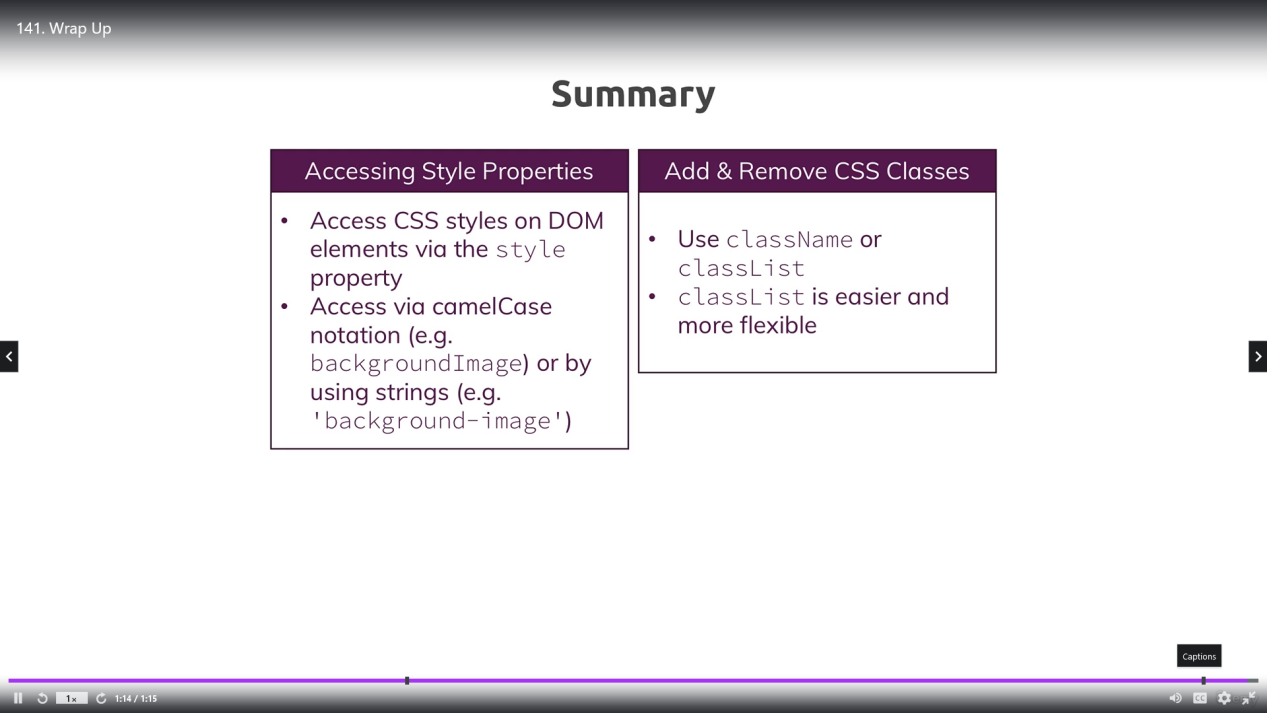 141. Wrap Up
Summary
Accessing Style Properties
• Access CSS styles on DOM
elements via the style
property
• Access via camelCase
notation (e.g.
backgroundImage) or by
using strings (e.g.
'background-image')
Add & Remove CSS Classes
• Use className or
classList
• classList is easier and
more flexible
Captions
1x
1:14 / 1:15
CC